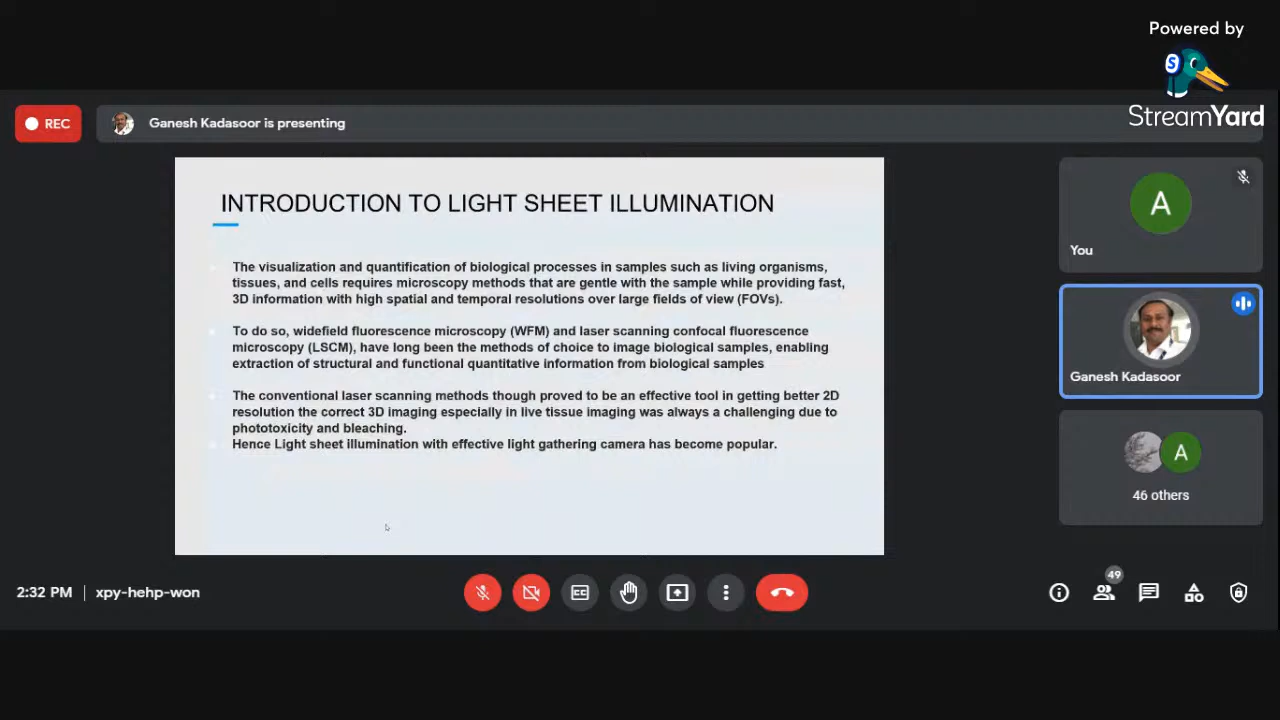 Powered by
StreamYard
REC
Ganesh Kadasoor is presenting
INTRODUCTION TO LIGHT SHEET ILLUMINATION
The visualization and quantification of biological processes in samples such as living organisms,
tissues, and cells requires microscopy methods that are gentle with the sample while providing fast,
3D information with high spatial and temporal resolutions over large fields of view (FOVs).
To do so, widefield fluorescence microscopy (WFM) and laser scanning confocal fluorescence
microscopy (LSCM), have long been the methods of choice to image biological samples, enabling
extraction of structural and functional quantitative information from biological samples
The conventional laser scanning methods though proved to be an effective tool in getting better 2D
resolution the correct 3D imaging especially in live tissue imaging was always a challenging due to
phototoxicity and bleaching.
Hence Light sheet illumination with effective light gathering camera has become popular.
A
You
Ganesh Kadasoor
A
46 others
2:32 PM | xpy-hehp-won
49